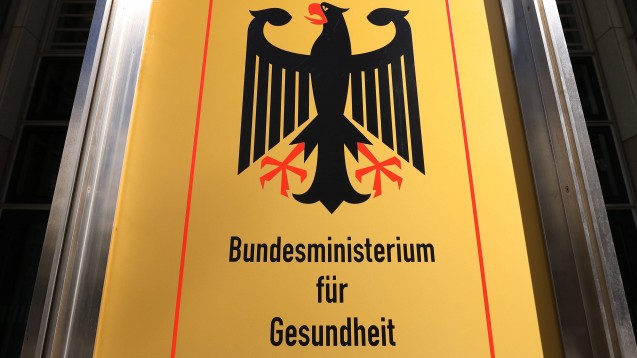 Bundesministerium
für
Gesundheit